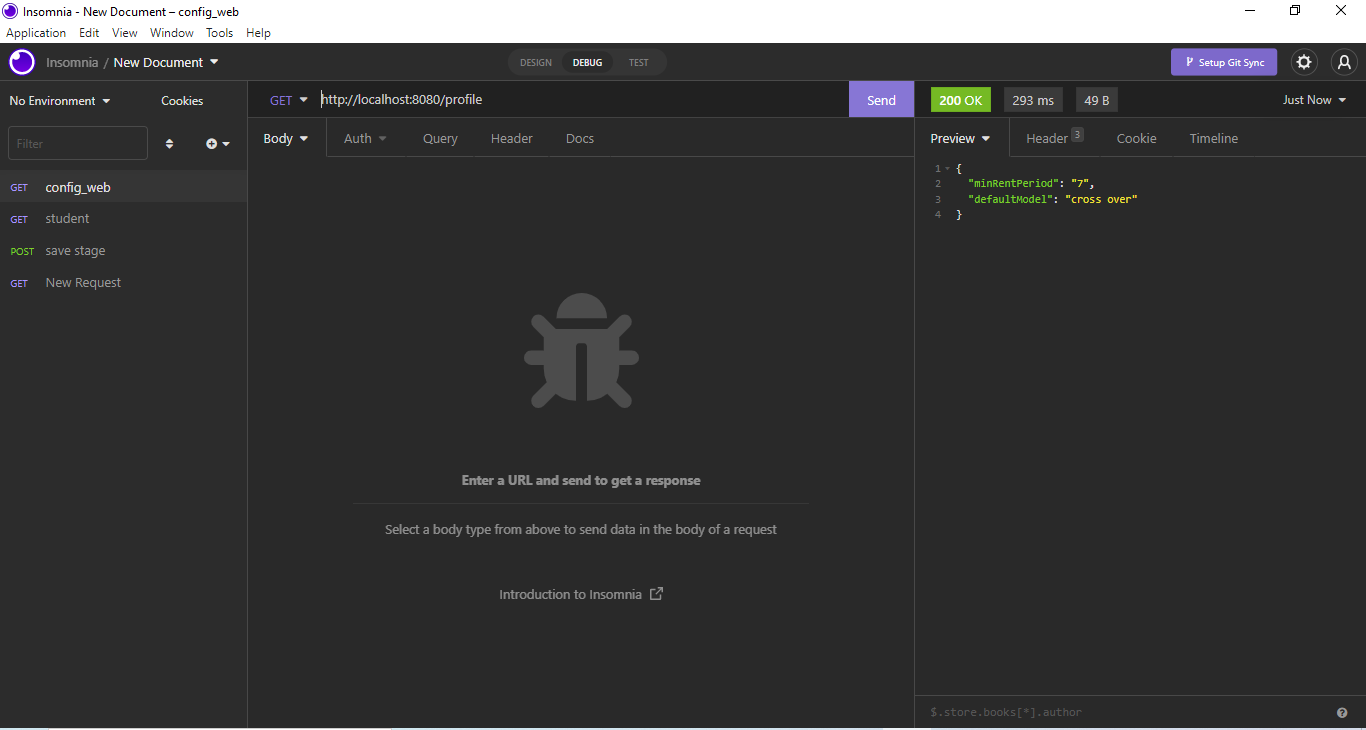 Insomnia - New Document – config_web
Application Edit View Window Tools Help
Insomnia / New Document
DESIGN DEBUG TEST
Setup Git Sync
No Environment Cookies
GET http://localhost:8080/profile Send
200 OK 293 ms 49 B Just Now
Filter
Body Auth Query Header Docs
Preview Header 3 Cookie Timeline
GET config_web
GET student
POST save stage
GET New Request
1 {
2 "minRentPeriod": "7",
3 "defaultModel": "cross over"
4 }
Enter a URL and send to get a response
Select a body type from above to send data in the body of a request
Introduction to Insomnia
$.store.books[*].author